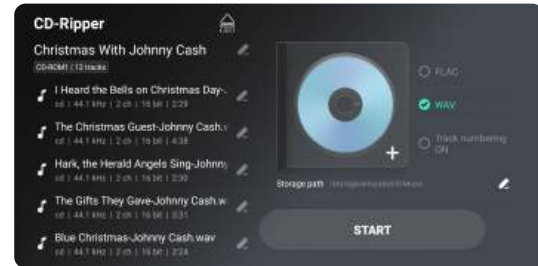 CD-Ripper
Christmas With Johnny Cash
CD-ROM1 | 12 tracks
I Heard the Bells on Christmas Day-
cd | 44.1 kHz | 2 ch | 16 bit | 2:29
The Christmas Guest-Johnny Cash.
cd | 44.1 kHz | 2 ch | 16 bit | 4:38
Hark, the Herald Angels Sing-Johnny
cd | 44.1 kHz | 2 ch | 16 bit | 2:30
The Gifts They Gave-Johnny Cash.w
cd | 44.1 kHz | 2 ch | 16 bit |
Blue Christmas-Johnny Cash.wav
cd | 44.1 kHz | 2 ch | 16 bit | 2:24
FLAC
WAV
Track numbering
ON
Storage path
START